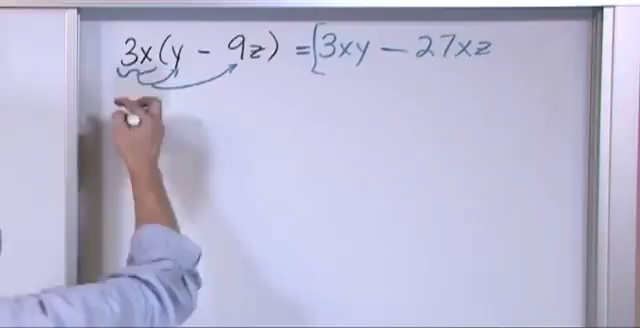 3x(y - 9z) = [3xy - 27xz